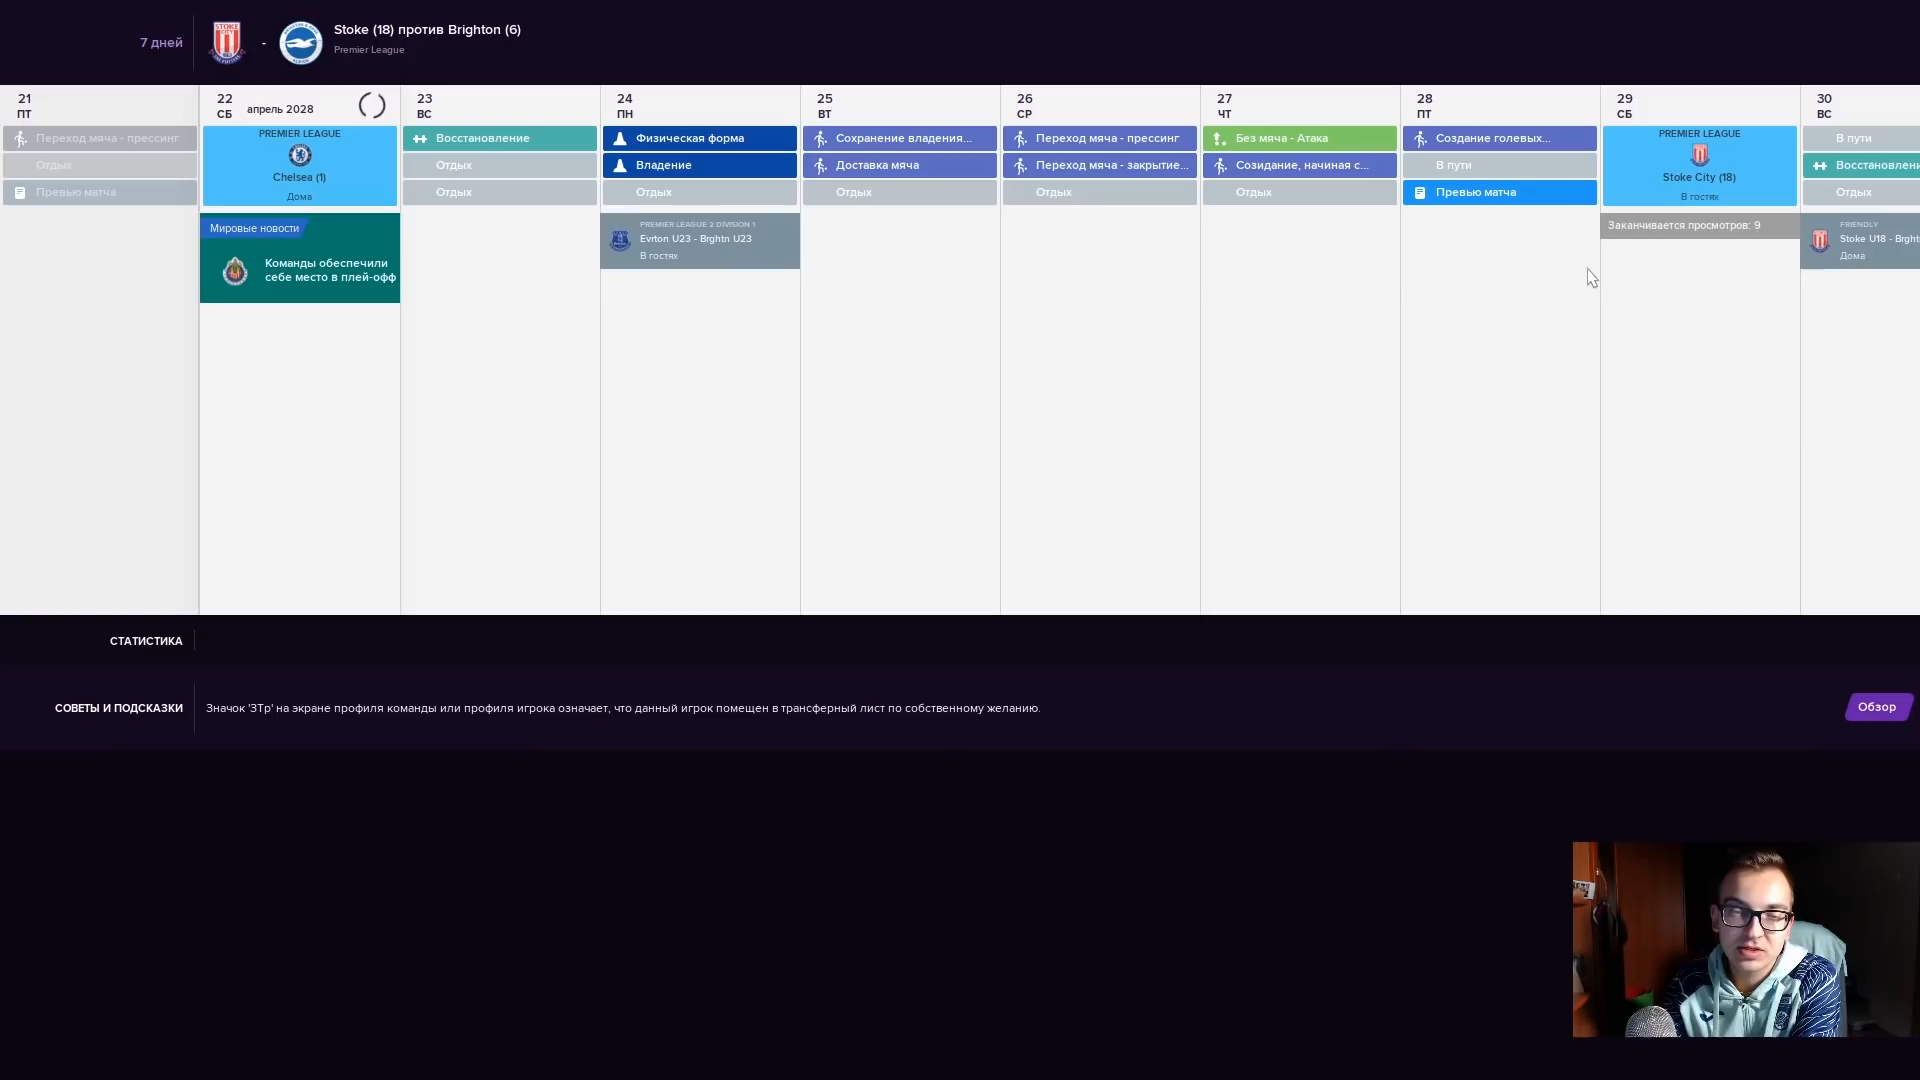 7 дней
-
Stoke (18) против Brighton (6)
Premier League
21
ПТ
Переход мяча - прессинг
Отдых
Превью матча
22
СБ
апрель 2028
PREMIER LEAGUE
Chelsea (1)
Дома
Мировые новости
Команды обеспечили
себе место в плей-офф
23
ВС
Восстановление
Отдых
Отдых
24
ПН
Физическая форма
Владение
Отдых
PREMIER LEAGUE 2 DIVISION 1
Evrton U23 - Brghtn U23
В гостях
25
ВТ
Сохранение владения...
Доставка мяча
Отдых
26
СР
Переход мяча - прессинг
Переход мяча - закрытие...
Отдых
27
ЧТ
Без мяча - Атака
Созидание, начиная с...
Отдых
28
ПТ
Создание голевых...
В пути
Превью матча
29
СБ
PREMIER LEAGUE
Stoke City (18)
В гостях
Заканчивается просмотров: 9
30
ВС
В пути
Восстановлени
Отдых
FRIENDLY
Stoke U18 - Brght
Дома
СТАТИСТИКА
СОВЕТЫ И ПОДСКАЗКИ
Значок 'ЗТр' на экране профиля команды или профиля игрока означает, что данный игрок помещен в трансферный лист по собственному желанию.
Обзор